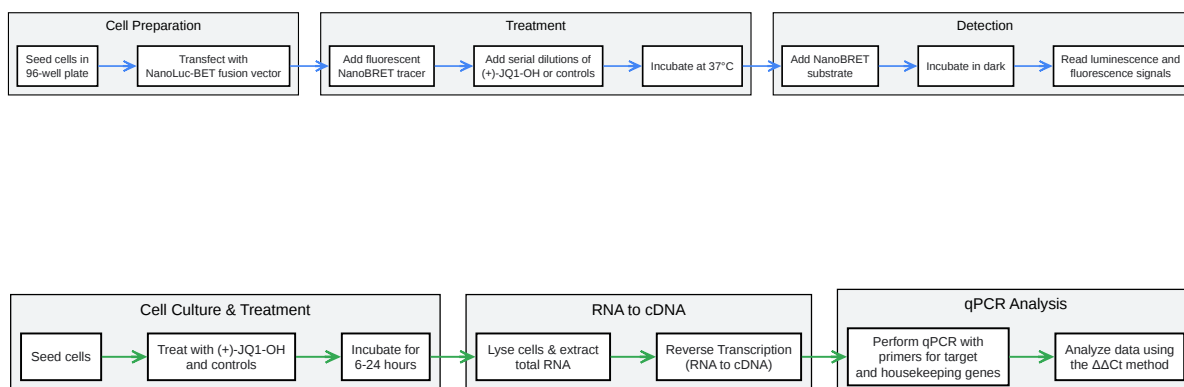 Cell Preparation
Seed cells in
96-well plate
Transfect with
NanoLuc-BET fusion vector
Treatment
Add fluorescent
NanoBRET tracer
Add serial dilutions of
(+)-JQ1-OH or controls
Incubate at 37°C
Detection
Add NanoBRET
substrate
Incubate in dark
Read luminescence and
fluorescence signals
Cell Culture & Treatment
Seed cells
Treat with (+)-JQ1-OH
and controls
Incubate for
6-24 hours
RNA to cDNA
Lyse cells & extract
total RNA
Reverse Transcription
(RNA to cDNA)
qPCR Analysis
Perform qPCR with
primers for target
and housekeeping genes
Analyze data using
the ΔΔCt method